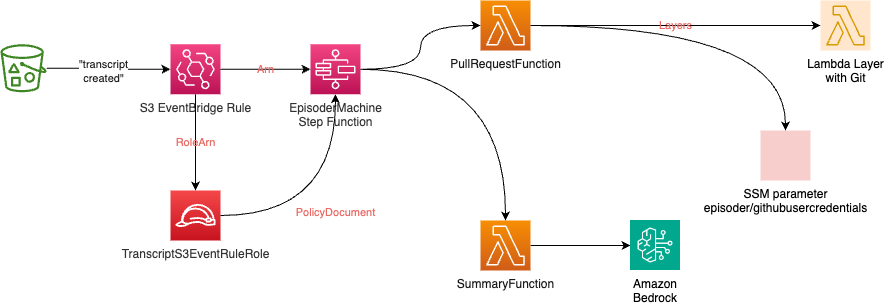 Layers
PullRequestFunction
Lambda Layer
with Git
"transcript
created"
Arn
S3 EventBridge Rule
EpisoderMachine
Step Function
RoleArn
SSM parameter
episoder/githubusercredentials
PolicyDocument
TranscriptS3EventRuleRole
SummaryFunction
Amazon
Bedrock